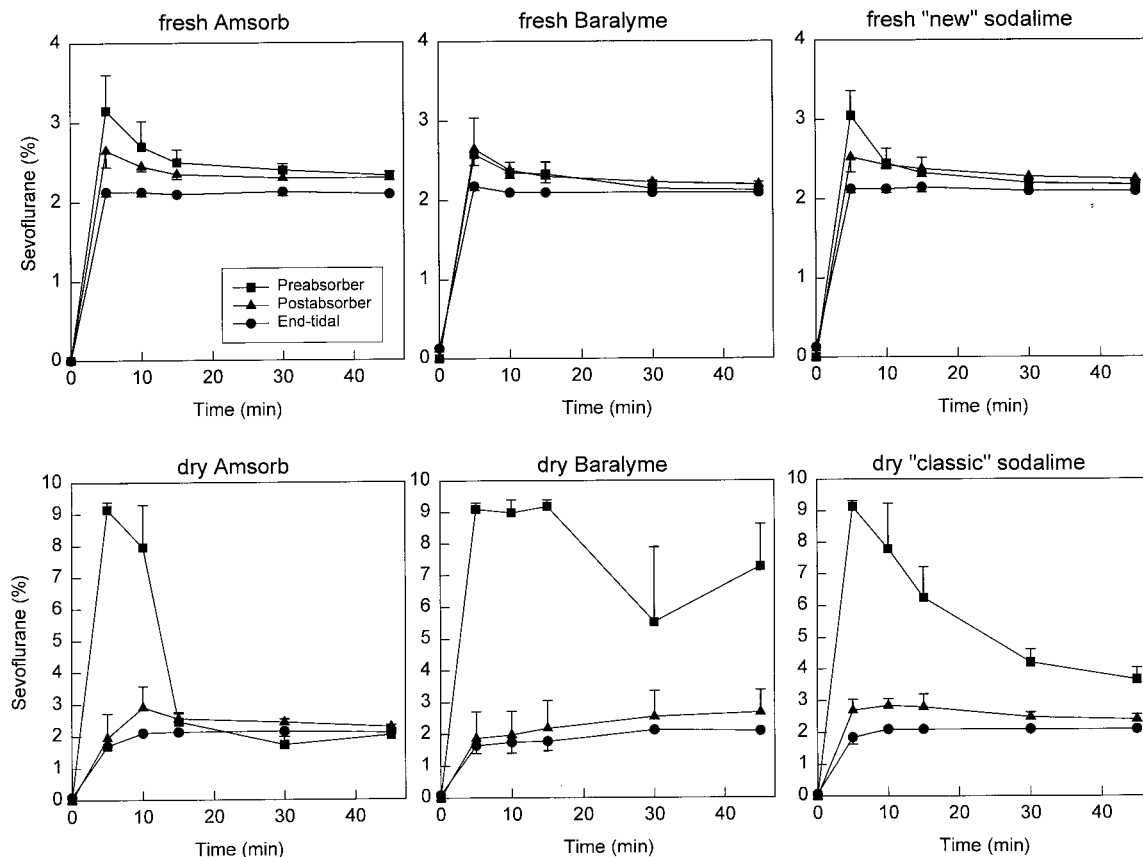 fresh Amsorb
Sevoflurane (%)
4
3
2
1
0
Preabsorber
Postabsorber
End-tidal
0 10 20 30 40
Time (min)
fresh Baralyme
4
3
2
1
0
0 10 20 30 40
Time (min)
fresh "new" sodalime
4
3
2
1
0
0 10 20 30 40
Time (min)
dry Amsorb
Sevoflurane (%)
10
9
8
7
6
5
4
3
2
1
0
0 10 20 30 40
Time (min)
dry Baralyme
10
9
8
7
6
5
4
3
2
1
0
0 10 20 30 40
Time (min)
dry "classic" sodalime
10
9
8
7
6
5
4
3
2
1
0
0 10 20 30 40
Time (min)